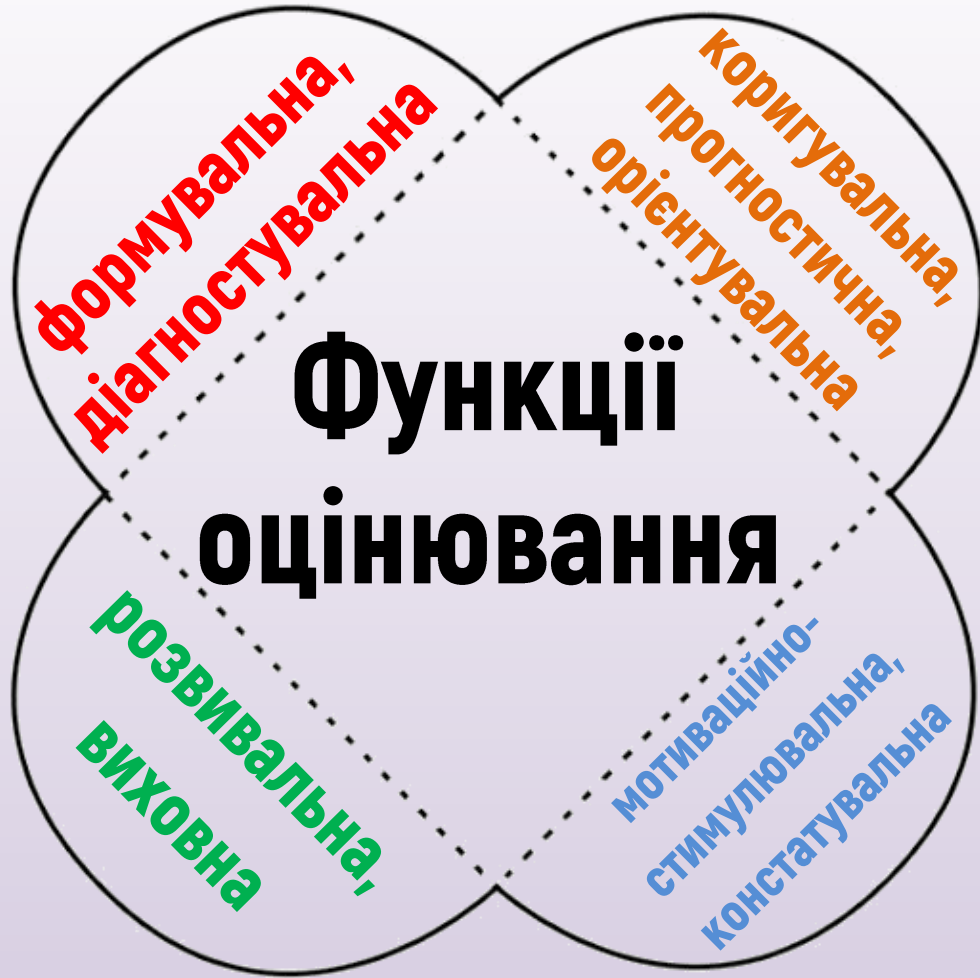 формувальна,
діагностувальна
коригувальна,
прогностична,
орієнтувальна
Функції
оцінювання
розвивальна,
виховна
мотиваційно-
стимулювальна,
констатувальна